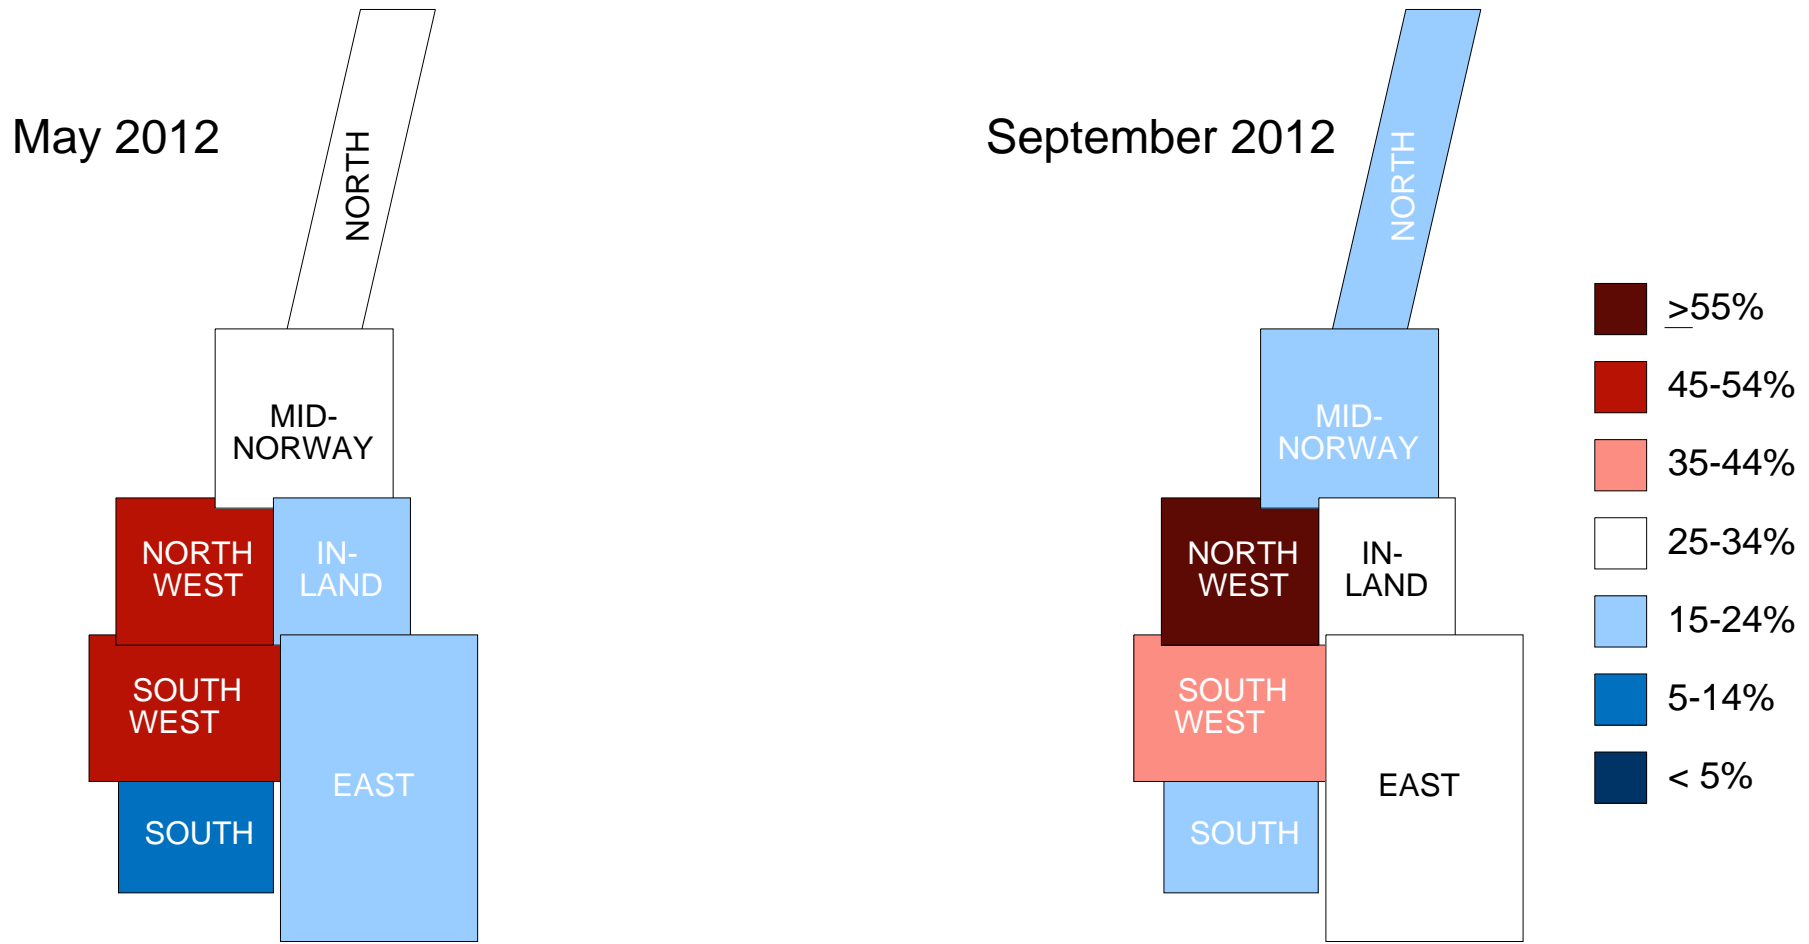 May 2012
NORTH
MID-
NORWAY
NORTH
WEST
IN-
LAND
SOUTH
WEST
EAST
SOUTH
September 2012
NORTH
MID-
NORWAY
NORTH
WEST
IN-
LAND
SOUTH
WEST
EAST
SOUTH
≥55%
45-54%
35-44%
25-34%
15-24%
5-14%
< 5%